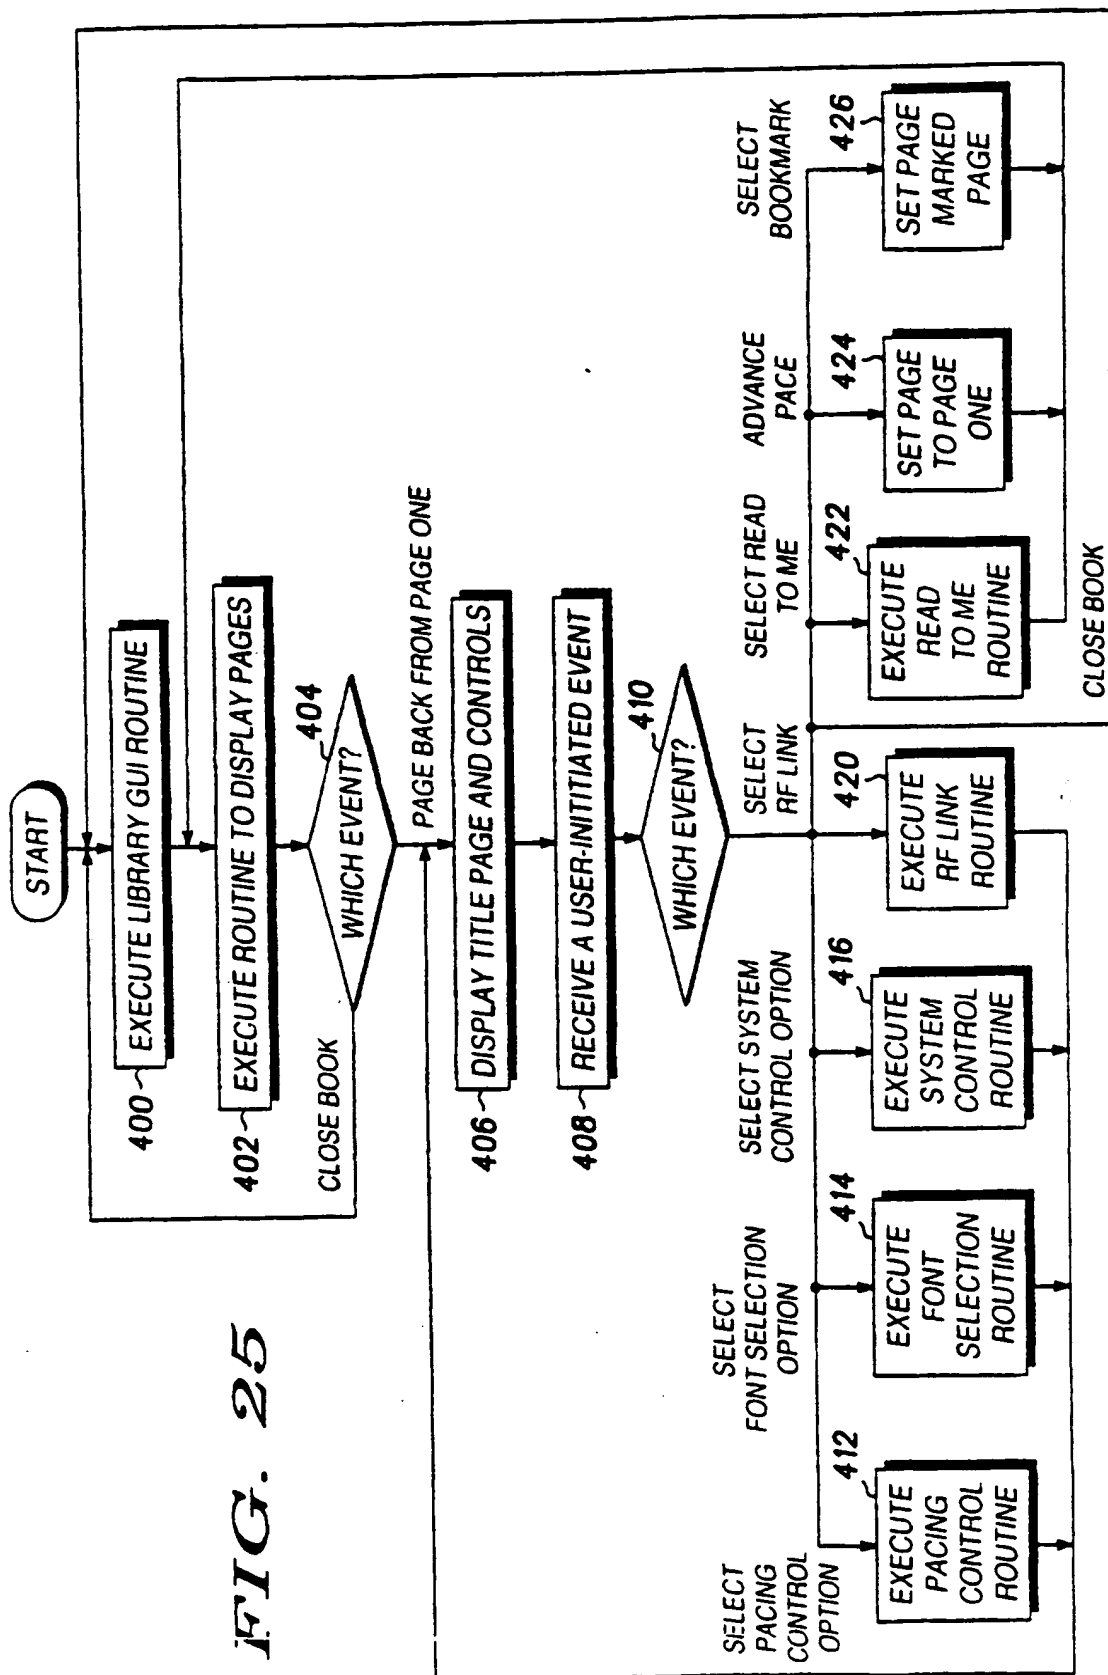 START
EXECUTE LIBRARY GUI ROUTINE
400
EXECUTE ROUTINE TO DISPLAY PAGES
402
WHICH EVENT?
404
CLOSE BOOK
PAGE BACK FROM PAGE ONE
DISPLAY TITLE PAGE AND CONTROLS
406
RECEIVE A USER-INITIATED EVENT
408
WHICH EVENT?
410
SELECT
PACING
CONTROL
OPTION
412
EXECUTE
PACING
CONTROL
ROUTINE
SELECT
FONT SELECTION
OPTION
414
EXECUTE
FONT
SELECTION
ROUTINE
SELECT SYSTEM
CONTROL OPTION
416
EXECUTE
SYSTEM
CONTROL
ROUTINE
SELECT
RF LINK
420
EXECUTE
RF LINK
ROUTINE
SELECT READ
TO ME
422
EXECUTE
READ
TO ME
ROUTINE
ADVANCE
PACE
424
SET PAGE
TO PAGE
ONE
SELECT
BOOKMARK
426
SET PAGE
MARKED
PAGE
CLOSE BOOK
FIG. 25